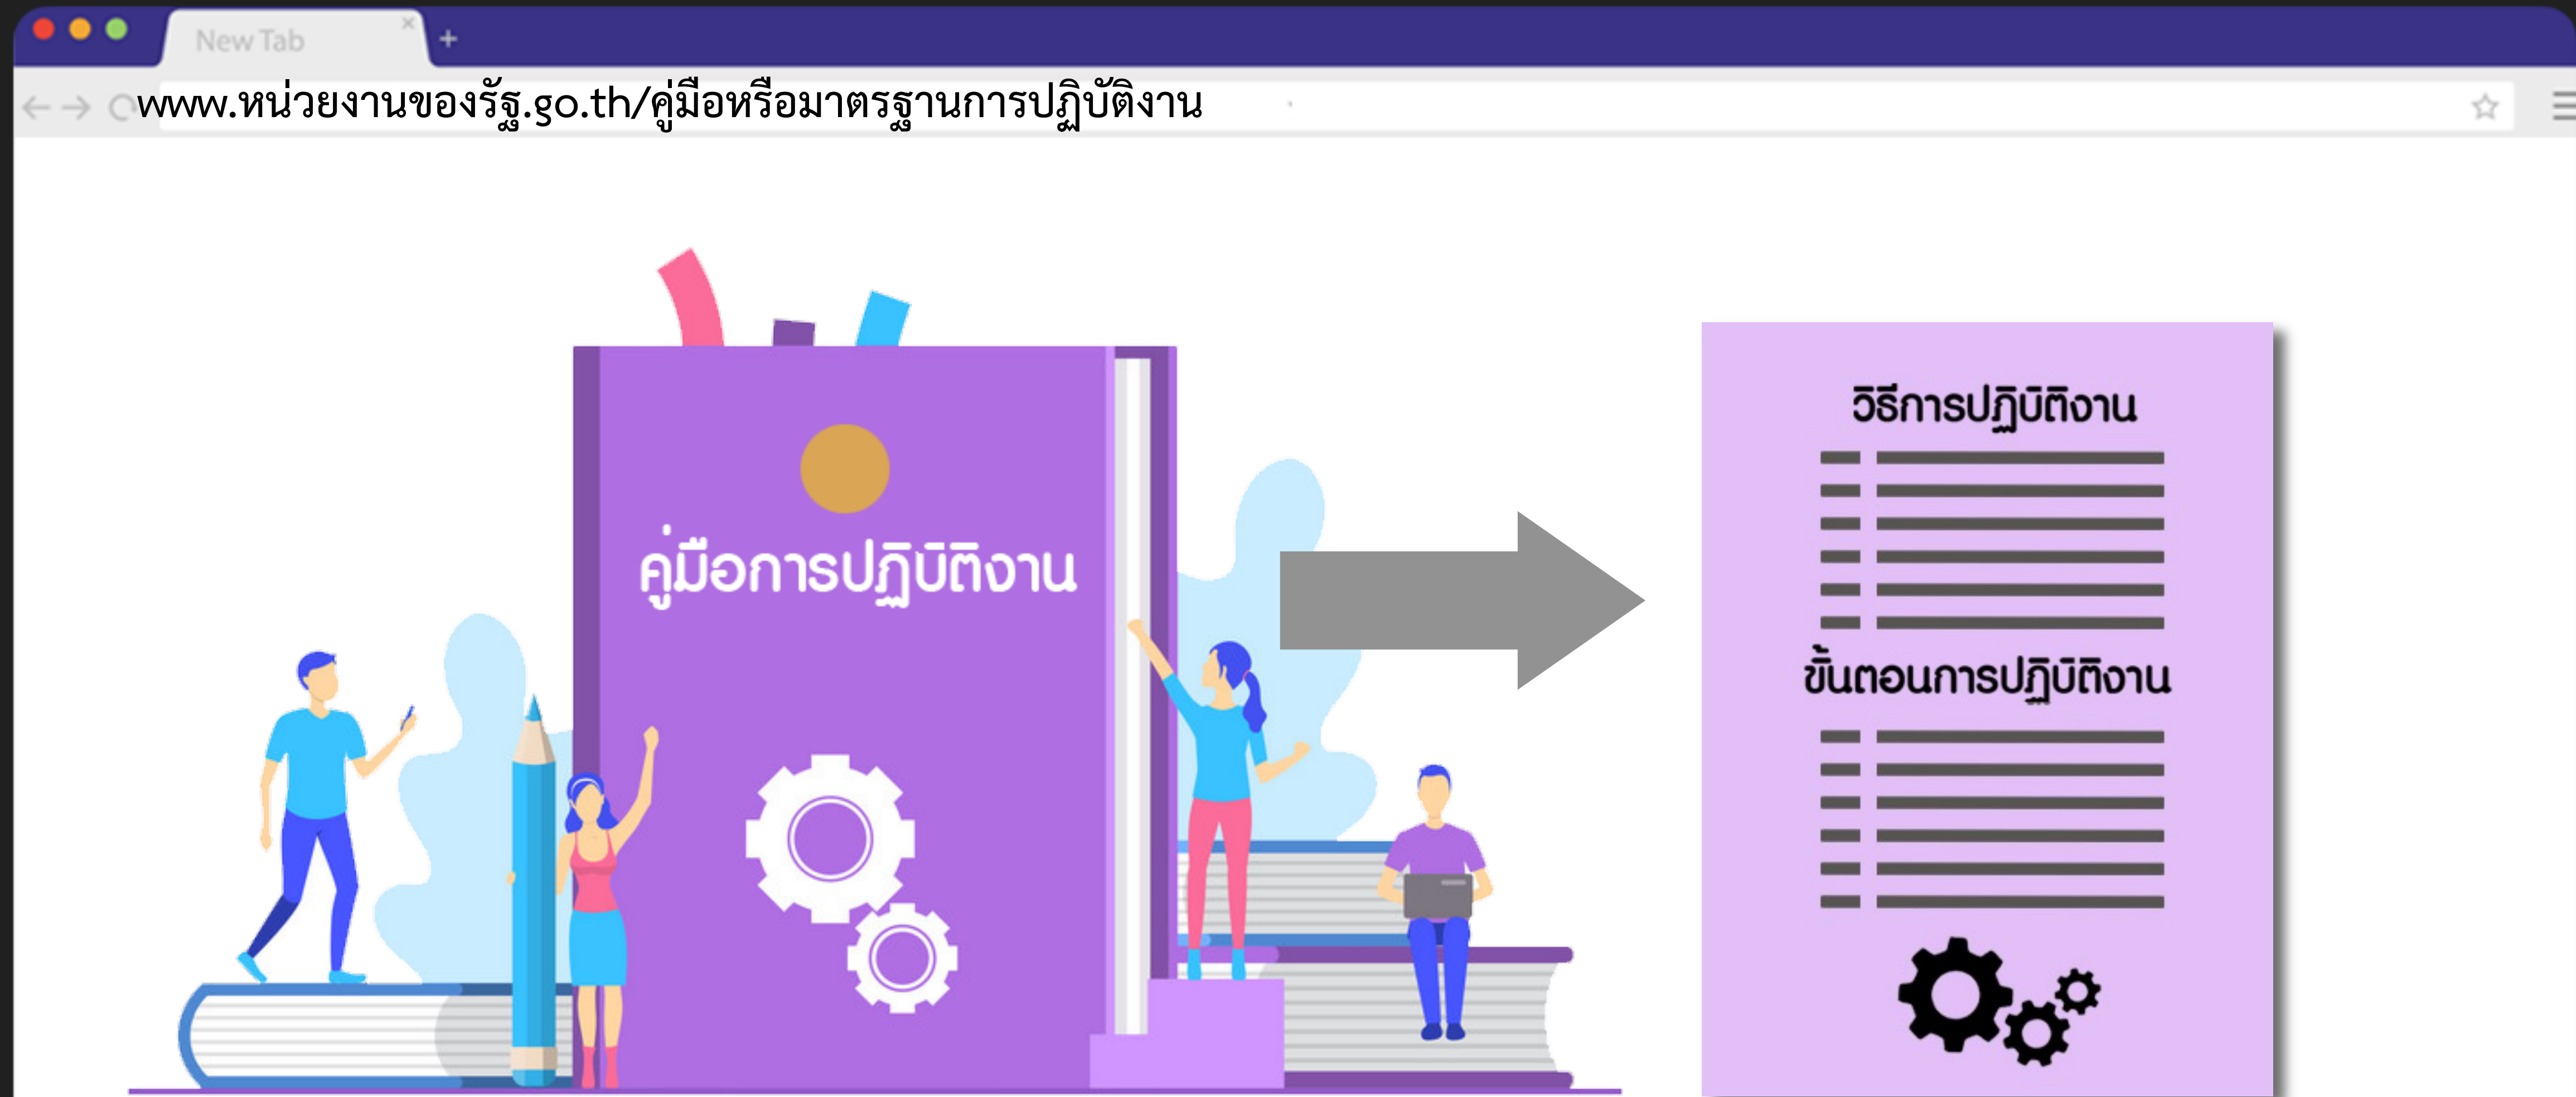 New Tab
www.หน่วยงานของรัฐ.go.th/คู่มือหรือมาตรฐานการปฏิบัติงาน
คู่มือการปฏิบัติงาน
วิธีการปฏิบัติงาน
ขั้นตอนการปฏิบัติงาน